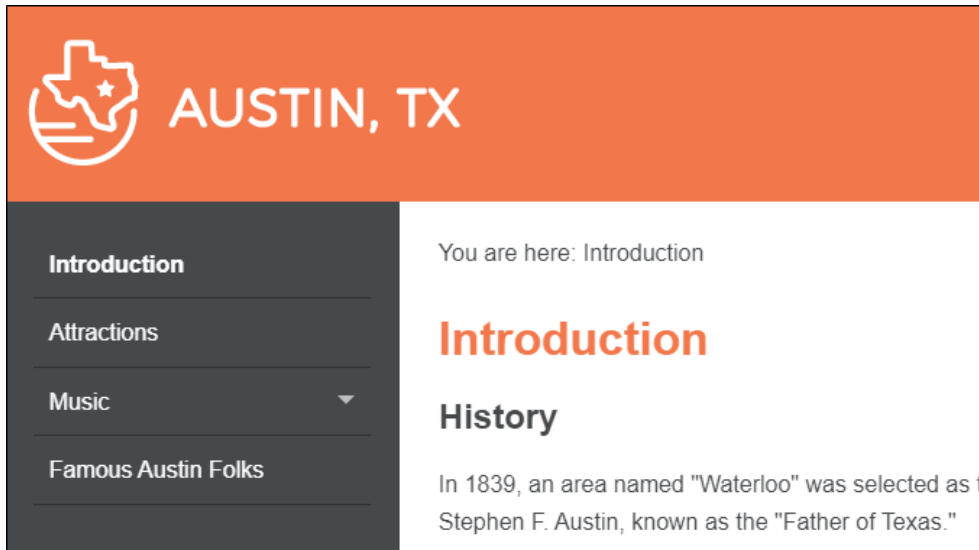 AUSTIN, TX
Introduction
Attractions
Music
Famous Austin Folks
You are here: Introduction
Introduction
History
In 1839, an area named "Waterloo" was selected as
Stephen F. Austin, known as the "Father of Texas."